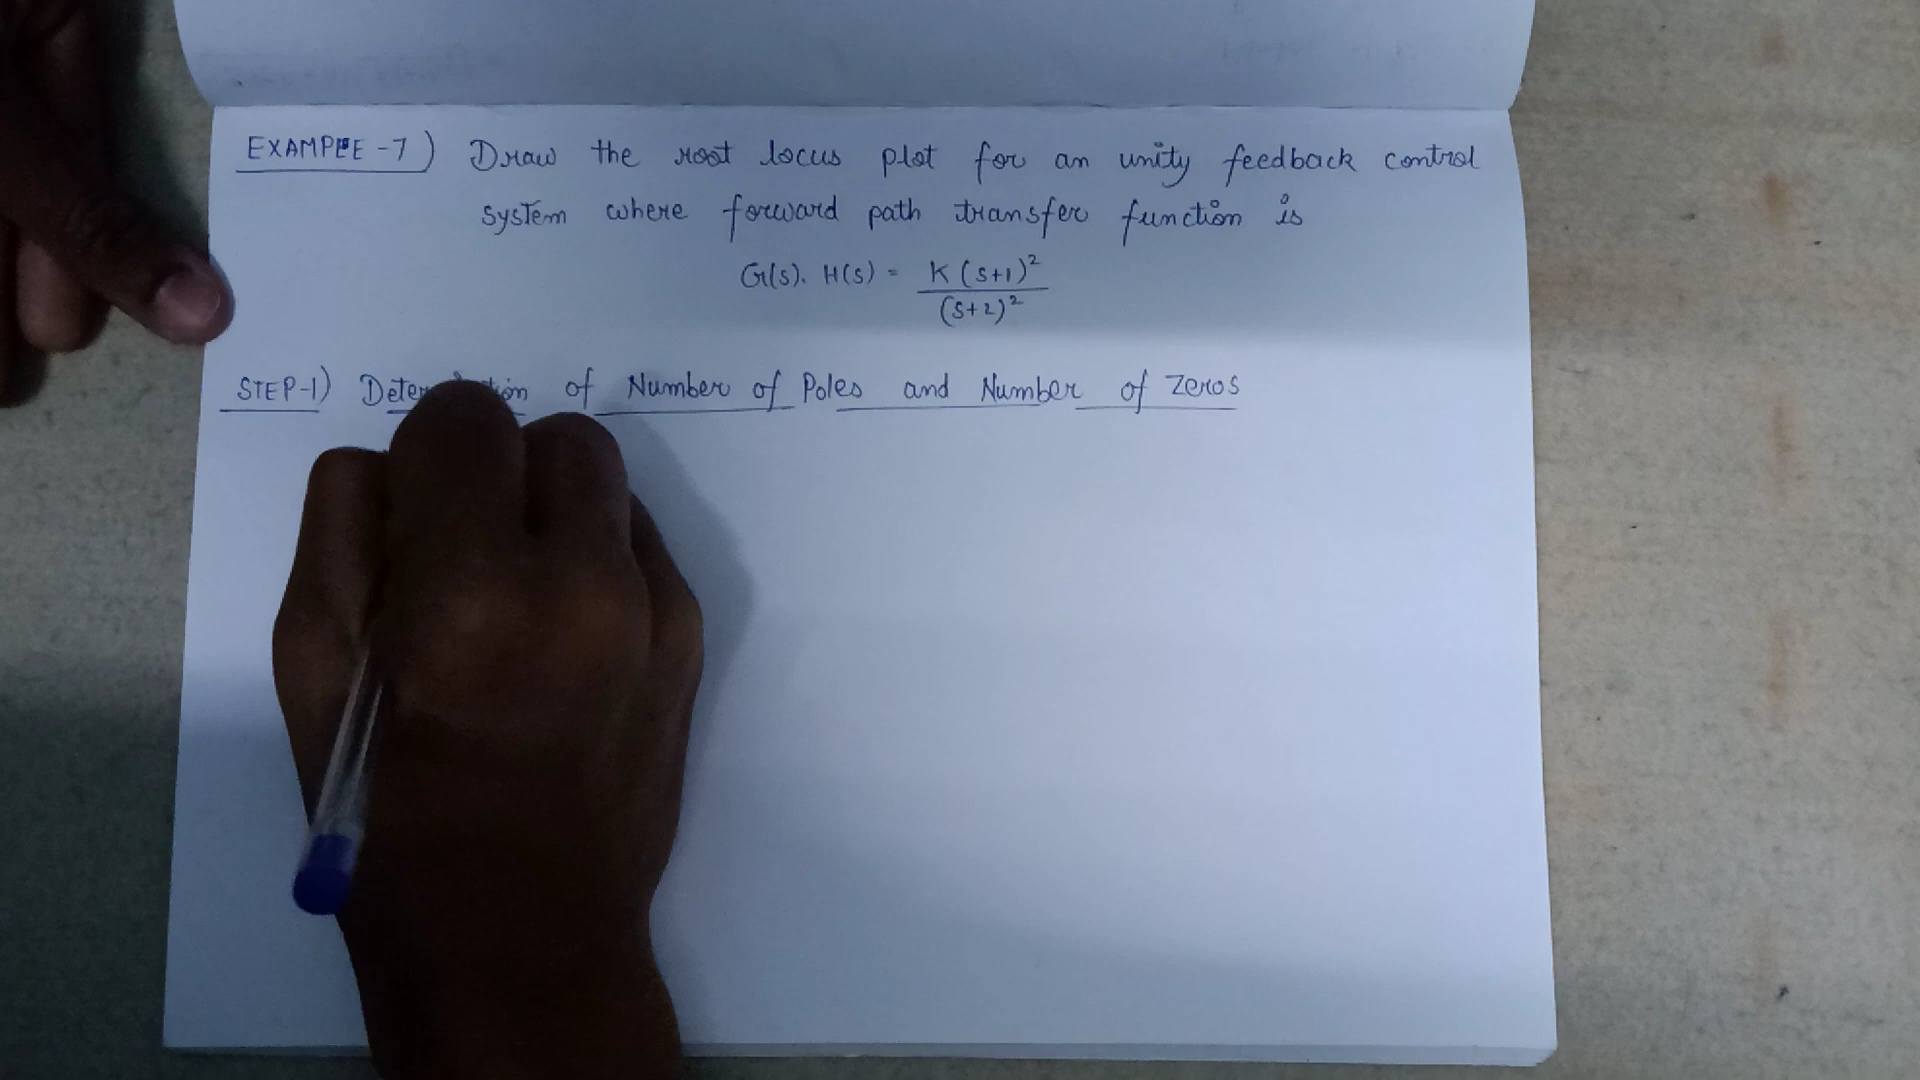 EXAMPLE-7) Draw the root locus plot for an unity feedback control
system where forward path transfer function is
G(s). H(s) = K(s+1)²/(s+2)²
STEP-1) of Number of Poles and Number of Zeros